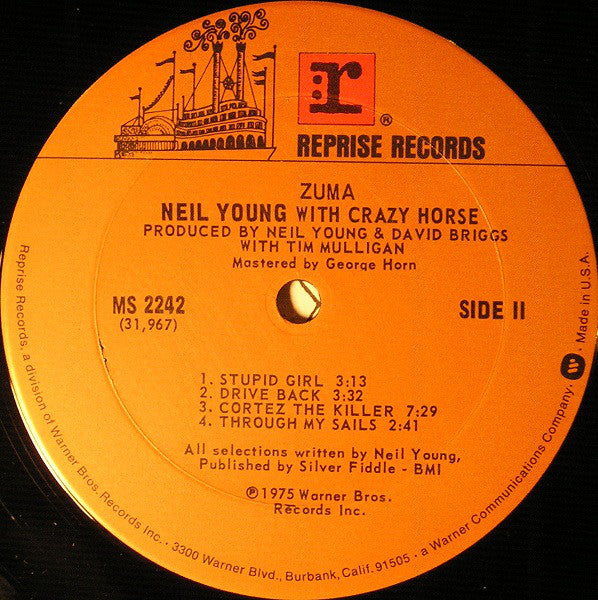 r
®
REPRISE RECORDS
ZUMA
NEIL YOUNG WITH CRAZY HORSE
PRODUCED BY NEIL YOUNG & DAVID BRIGGS
WITH TIM MULLIGAN
Mastered by George Horn
MS 2242
(31,967)
SIDE II
1. STUPID GIRL 3:13
2. DRIVE BACK 3:32
3. CORTEZ THE KILLER 7:29
4. THROUGH MY SAILS 2:41
All selections written by Neil Young,
Published by Silver Fiddle - BMI
℗1975 Warner Bros.
Records Inc.
Reprise Records, a division of Warner Bros. Records Inc. · 3300 Warner Blvd., Burbank, Calif. 91505 · a Warner Communications Company. · Made in U.S.A.